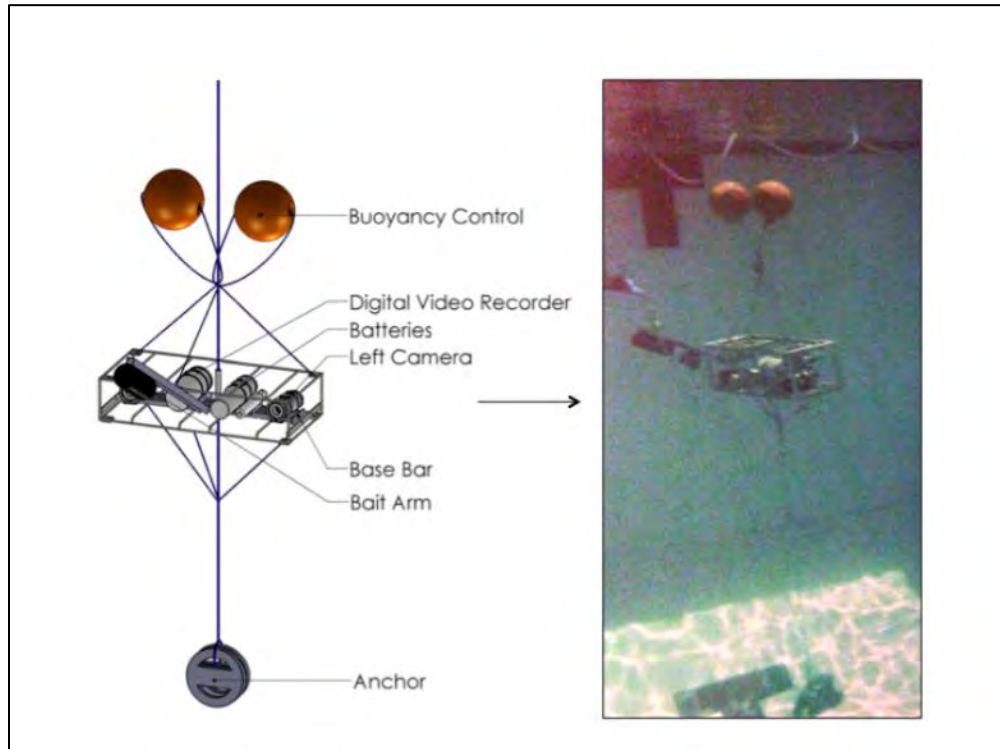 Buoyancy Control
Digital Video Recorder
Batteries
Left Camera
Base Bar
Bait Arm
Anchor